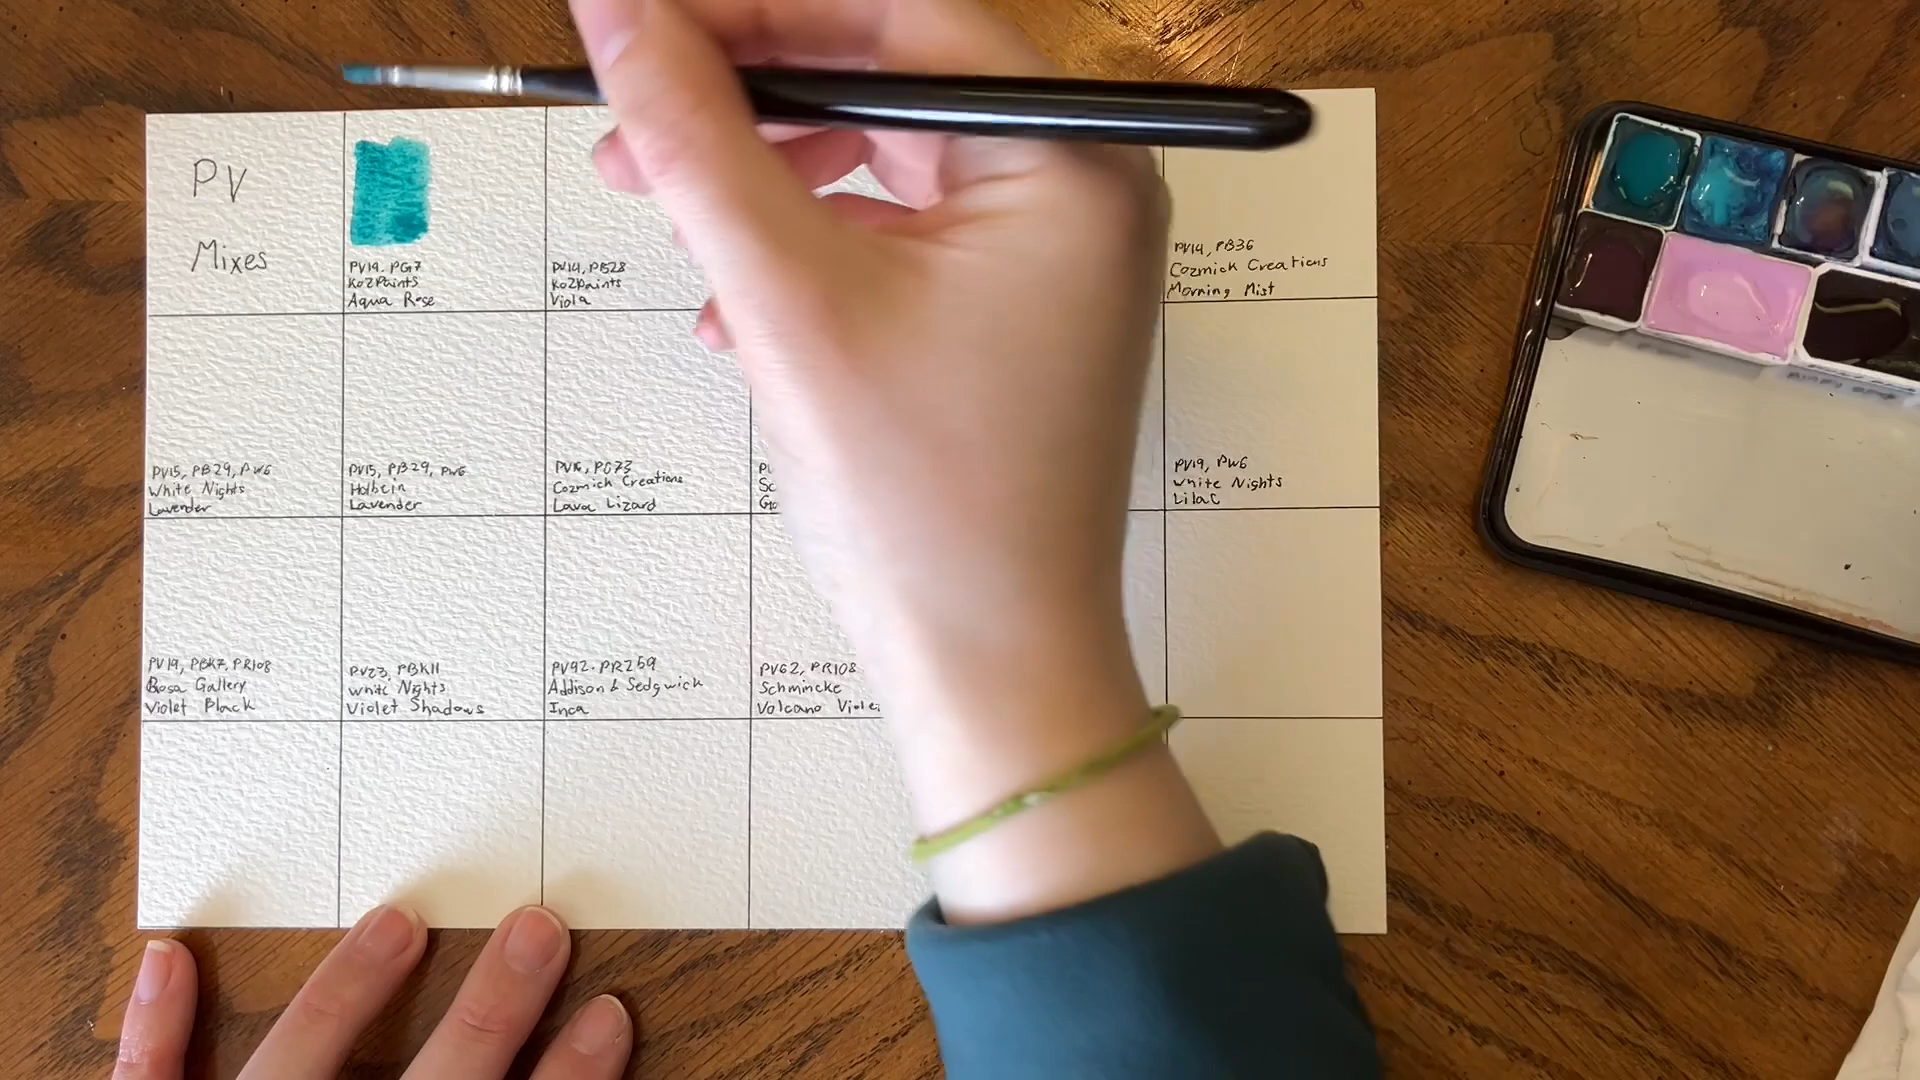 PV
Mixes
PV19, PG7
KozPaints
Aqua Rose
PV14, PB28
KozPaints
Viola
PV14, PB36
Cozmick Creations
Morning Mist
PV15, PB29, PW6
White Nights
Lavender
PV15, PB29, PW6
Holbein
Lavender
PV16, PG23
Cozmick Creations
Lava Lizard
PV19, PW6
White Nights
Lilac
PV19, PBK7, PR108
Rosa Gallery
Violet Black
PV23, PBK11
White Nights
Violet Shadows
PV92, PR259
Addison & Sedgwick
Inca
PV62, PR108
Schmincke
Volcano